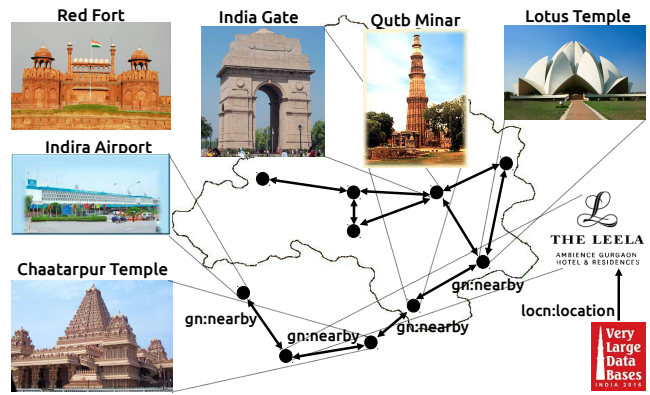 Red Fort
India Gate
Qutb Minar
Lotus Temple
Indira Airport
THE LEELA
AMBIENCE GURGAON
HOTEL & RESIDENCES
Chaatarpur Temple
gn:nearby
gn:nearby
gn:nearby
gn:nearby
locn:location
Very
Large
Data
Bases
INDIA 2016